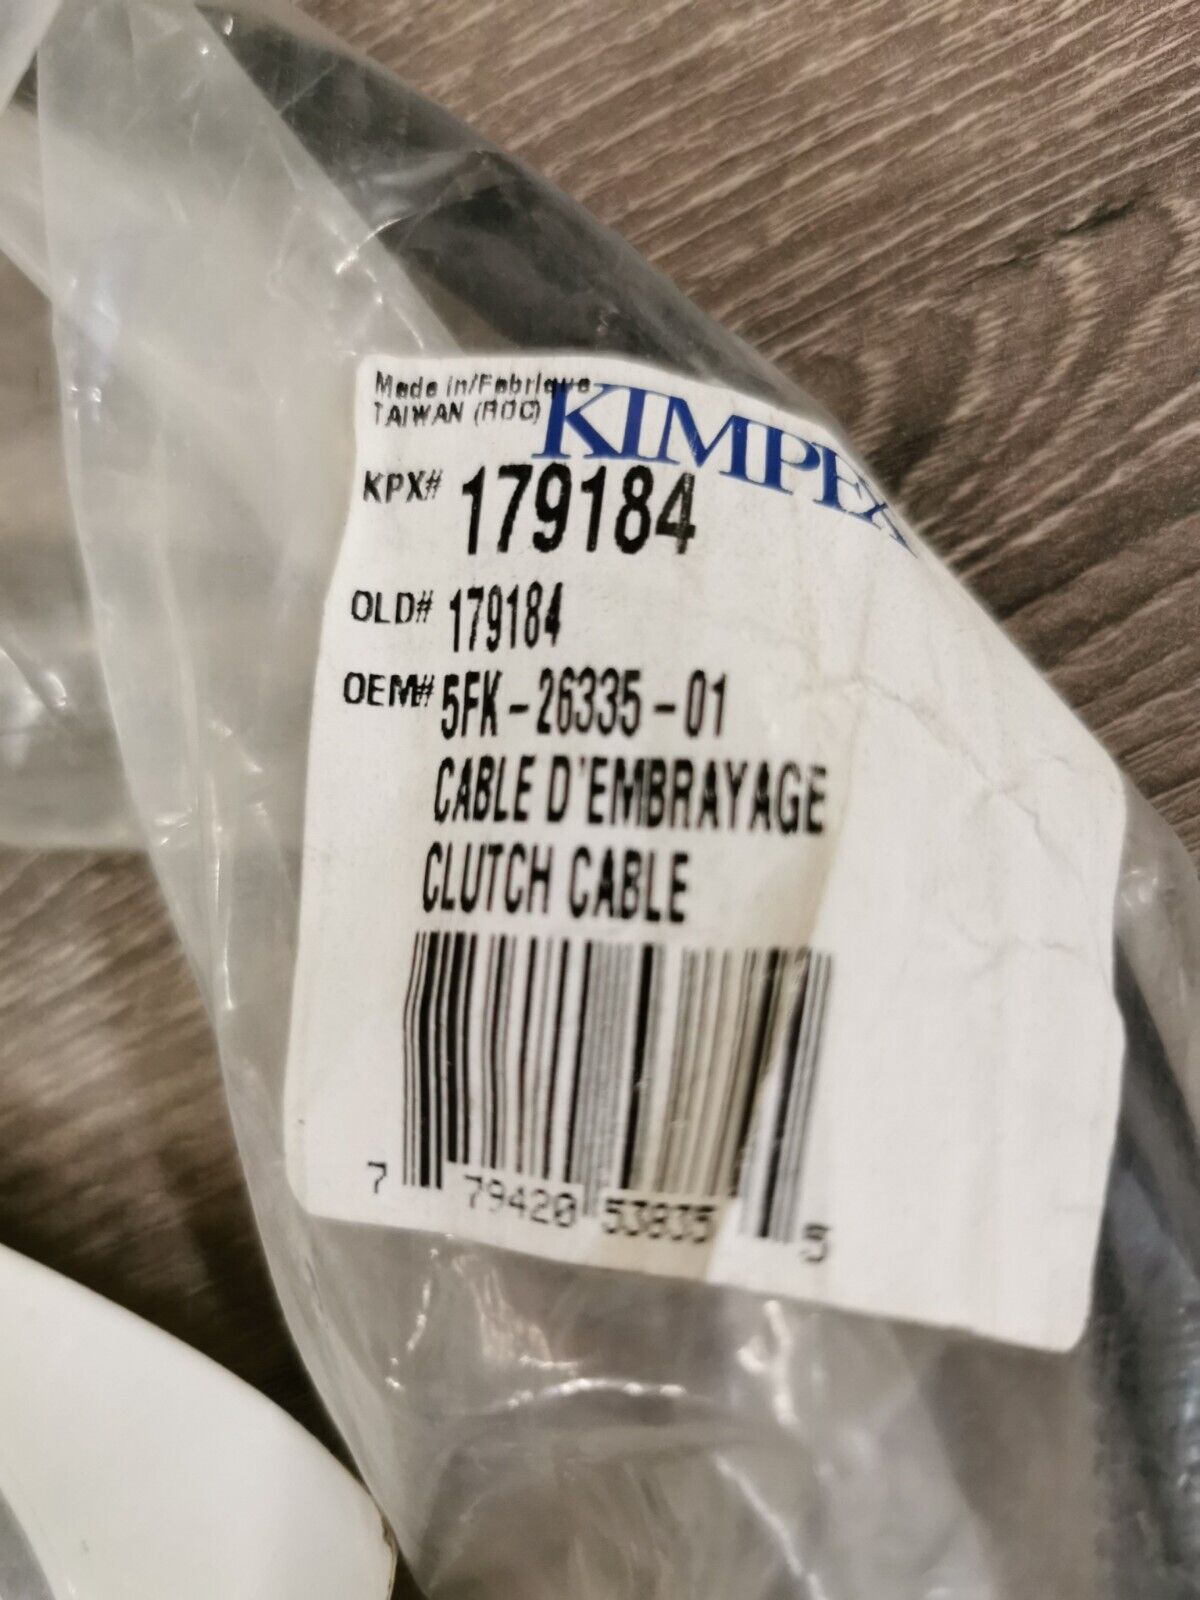 Made in/Fabrique
TAIWAN (ROC)
KIMPEX
KPX# 179184
OLD# 179184
OEM# 5FK-26335-01
CABLE D'EMBRAYAGE
CLUTCH CABLE
7 79420 53835 5